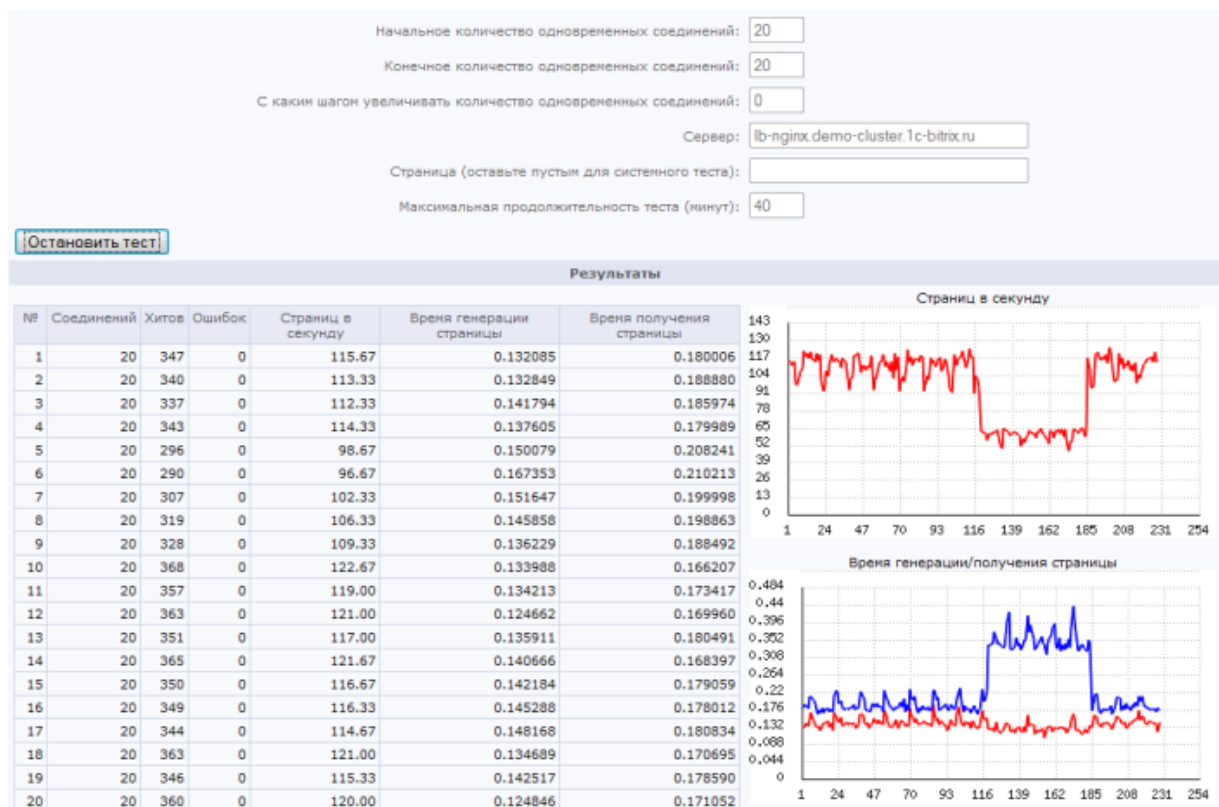 Начальное количество одновременных соединений: 20
Конечное количество одновременных соединений: 20
С каким шагом увеличивать количество одновременных соединений: 0
Сервер: lb-nginx.demo-cluster.1c-bitrix.ru
Страница (оставьте пустым для системного теста):
Максимальная продолжительность теста (минут): 40
Остановить тест
Результаты
№ Соединений Хитов Ошибок Страниц в секунду Время генерации страницы Время получения страницы
1 20 347 0 115.67 0.132085 0.180006
2 20 340 0 113.33 0.132849 0.188880
3 20 337 0 112.33 0.141794 0.185974
4 20 343 0 114.33 0.137605 0.179989
5 20 296 0 98.67 0.150079 0.208241
6 20 290 0 96.67 0.167353 0.210213
7 20 307 0 102.33 0.151647 0.199998
8 20 319 0 106.33 0.145858 0.198863
9 20 328 0 109.33 0.136229 0.188492
10 20 368 0 122.67 0.133988 0.166207
11 20 357 0 119.00 0.134213 0.173417
12 20 363 0 121.00 0.124662 0.169960
13 20 351 0 117.00 0.135911 0.180491
14 20 365 0 121.67 0.140666 0.168397
15 20 350 0 116.67 0.142184 0.179059
16 20 349 0 116.33 0.145288 0.178012
17 20 344 0 114.67 0.148168 0.180834
18 20 363 0 121.00 0.134689 0.170695
19 20 346 0 115.33 0.142517 0.178590
20 20 360 0 120.00 0.124846 0.171052
Страниц в секунду
143
130
117
104
91
78
65
52
39
26
13
0
1 24 47 70 93 116 139 162 185 208 231 254
Время генерации/получения страницы
0.484
0.44
0.396
0.352
0.308
0.264
0.22
0.176
0.132
0.088
0.044
0
1 24 47 70 93 116 139 162 185 208 231 254